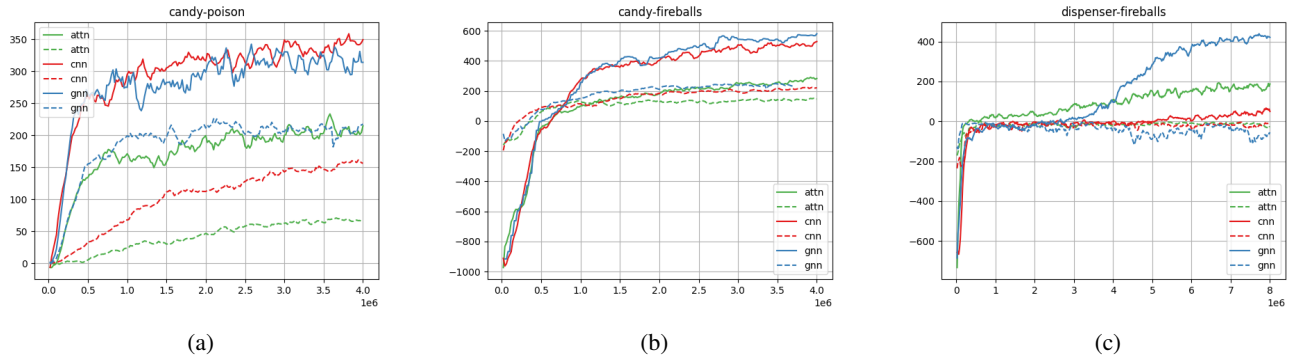 candy-poison
350
300
250
200
150
100
50
0
attn
attn
cnn
cnn
gnn
gnn
0.0 0.5 1.0 1.5 2.0 2.5 3.0 3.5 4.0
1e6
(a)
candy-fireballs
600
400
200
0
−200
−400
−600
−800
−1000
attn
attn
cnn
cnn
gnn
gnn
0.0 0.5 1.0 1.5 2.0 2.5 3.0 3.5 4.0
1e6
(b)
dispenser-fireballs
400
200
0
−200
−400
−600
attn
attn
cnn
cnn
gnn
gnn
0 1 2 3 4 5 6 7 8
1e6
(c)